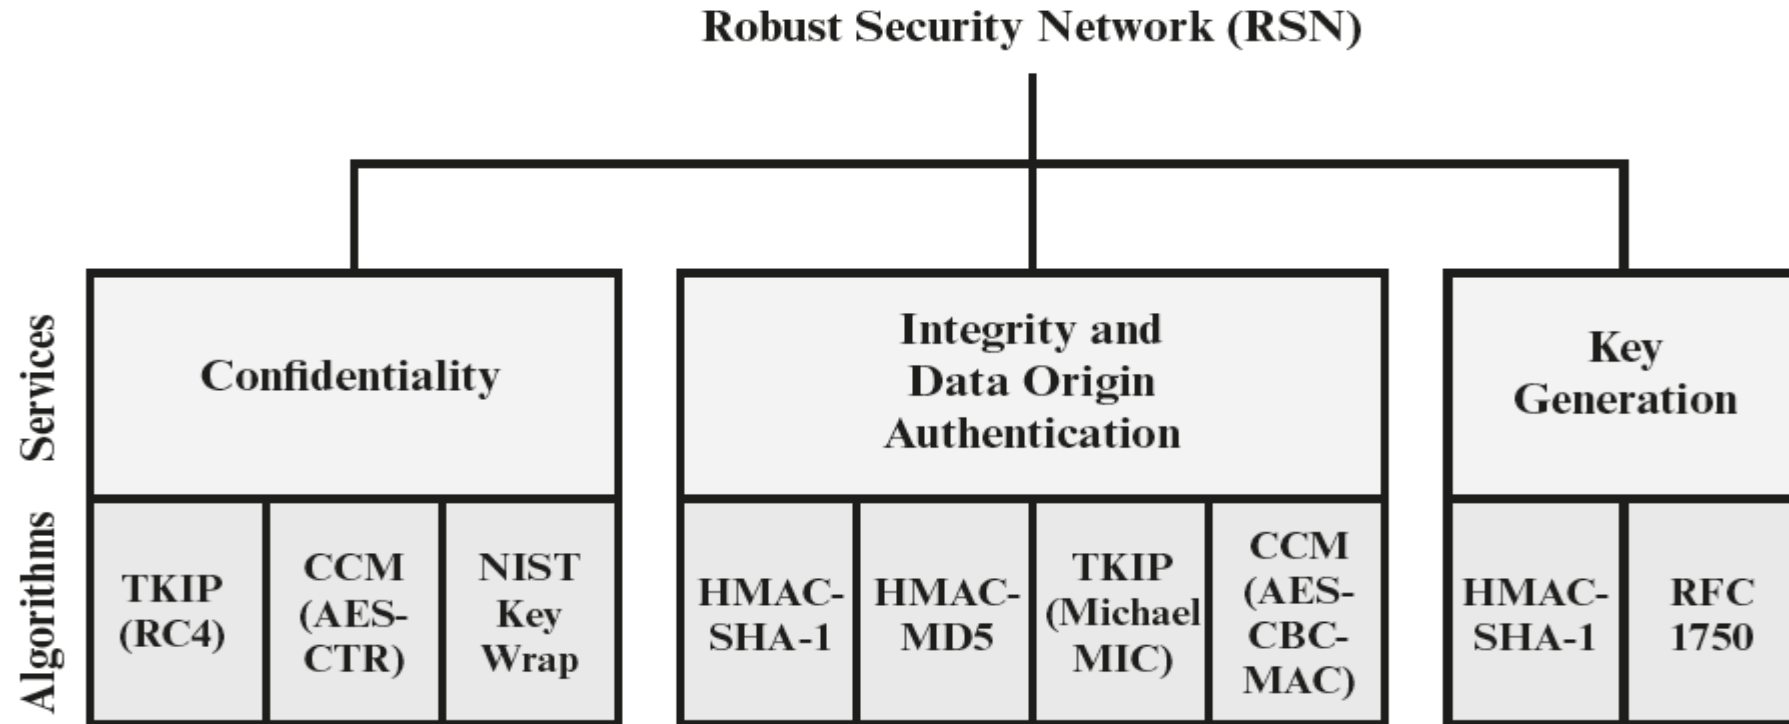 Robust Security Network (RSN)
Services
Confidentiality
Integrity and
Data Origin
Authentication
Key
Generation
Algorithms
TKIP
(RC4)
CCM
(AES-
CTR)
NIST
Key
Wrap
HMAC-
SHA-1
HMAC-
MD5
TKIP
(Michael
MIC)
CCM
(AES-
CBC-
MAC)
HMAC-
SHA-1
RFC
1750